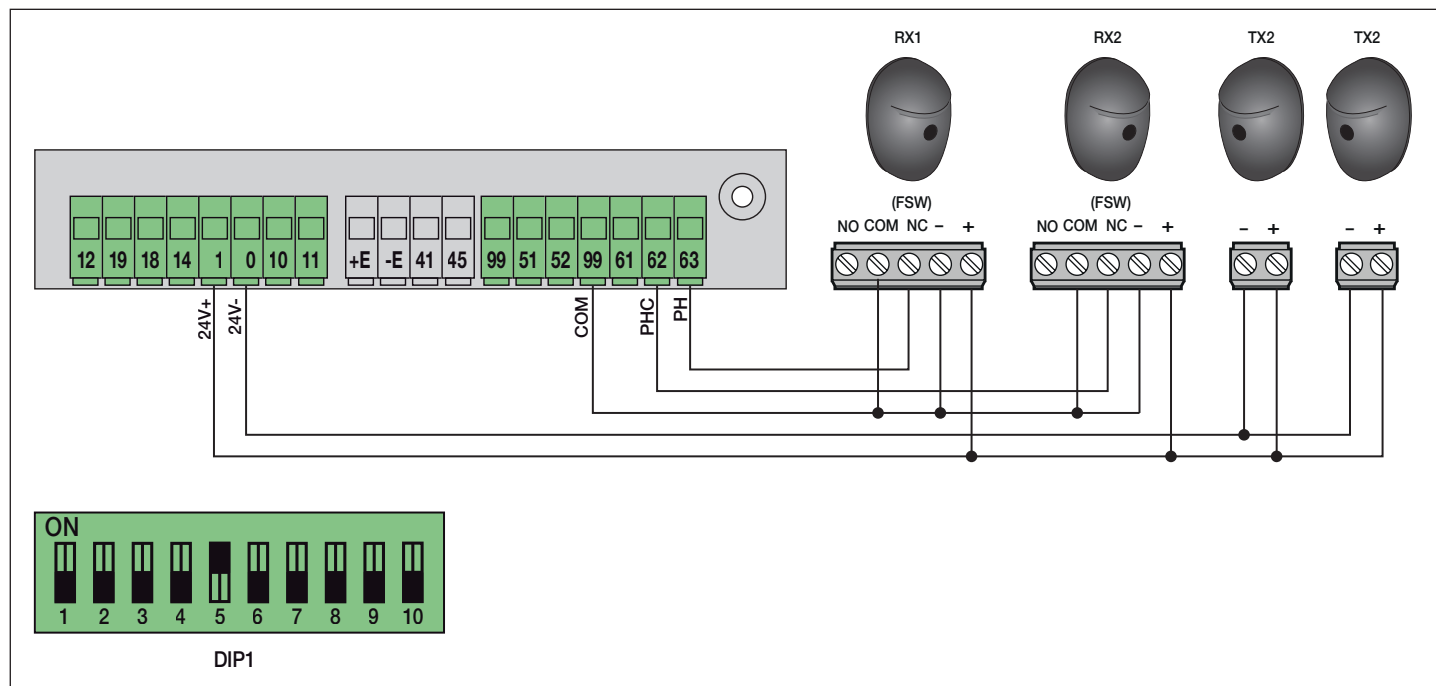 RX1 RX2 TX2 TX2
(FSW) (FSW)
NO COM NC - + NO COM NC - + - + - +
12 19 18 14 1 0 10 11 +E -E 41 45 99 51 52 99 61 62 63
24V+ 24V- COM PHC PH
ON
1 2 3 4 5 6 7 8 9 10
DIP1